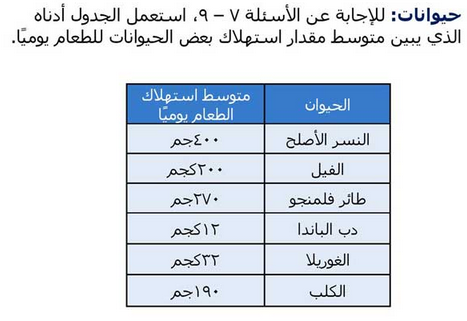 حيوانات: للإجابة عن الأسئلة ٧ – ٩، استعمل الجدول أدناه
الذي يبين متوسط مقدار استهلاك بعض الحيوانات للطعام يوميًا.
الحيوان متوسط استهلاك
الطعام يوميًا
النسر الأصلح ٤٠٠جم
الفيل ٢٠٠كجم
طائر فلمنجو ٢٧٠جم
دب الباندا ١٢كجم
الغوريلا ٣٢كجم
الكلب ١٩٠جم